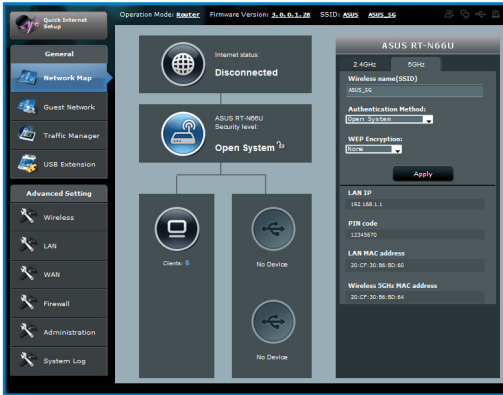 Quick Internet
Setup
Operation Mode: Router Firmware Version: 3.0.0.1.28 SSID: ASUS ASUS_5G
General
Network Map
Guest Network
Traffic Manager
USB Extension
Advanced Setting
Wireless
LAN
WAN
Firewall
Administration
System Log
Internet status:
Disconnected
ASUS RT-N66U
Security level:
Open System
Clients: 6
No Device
No Device
ASUS RT-N66U
2.4GHz 5GHz
Wireless name(SSID)
ASUS_5G
Authentication Method:
Open System
WEP Encryption:
None
Apply
LAN IP
192.168.1.1
PIN code
12345670
LAN MAC address
20:CF:30:B6:BD:60
Wireless 5GHz MAC address
20:CF:30:B6:BD:64